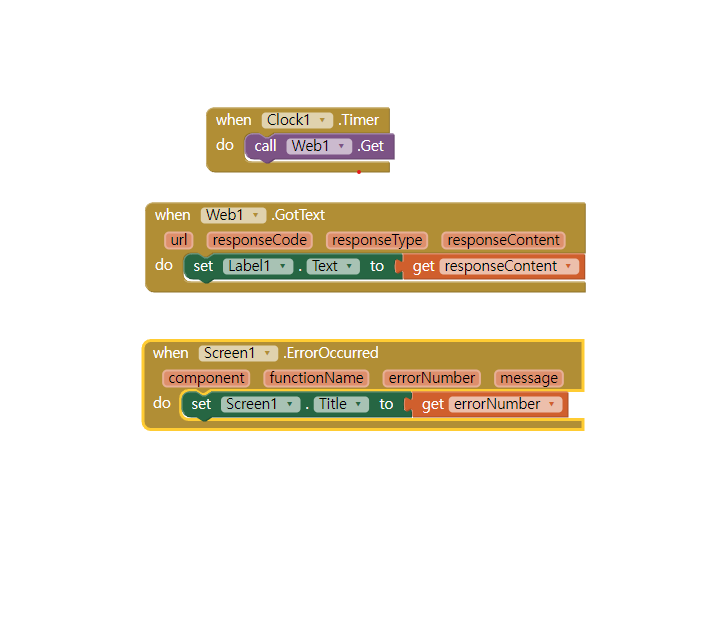 when Clock1 .Timer
do call Web1 .Get
when Web1 .GotText
url responseCode responseType responseContent
do set Label1 . Text to get responseContent
when Screen1 .ErrorOccurred
component functionName errorNumber message
do set Screen1 . Title to get errorNumber